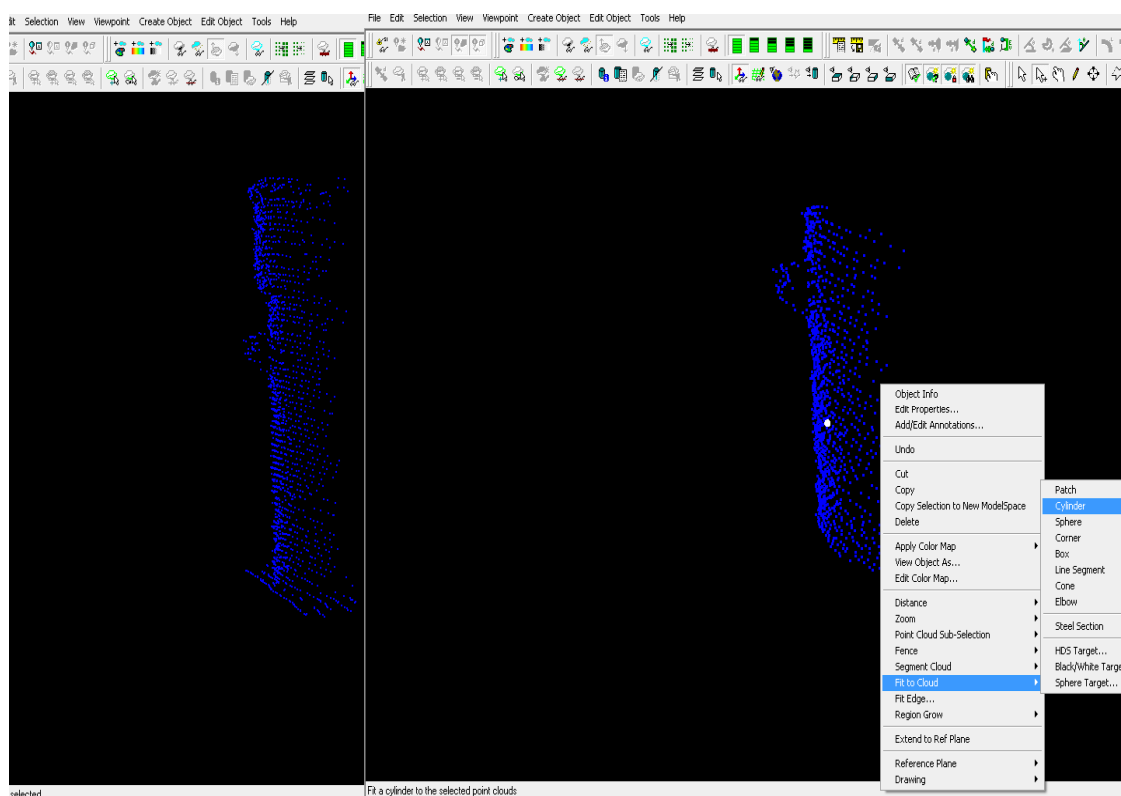 Selection View Viewpoint Create Object Edit Object Tools Help
File Edit Selection View Viewpoint Create Object Edit Object Tools Help
Object Info
Edit Properties...
Add/Edit Annotations...
Undo
Cut
Copy
Copy Selection to New ModelSpace
Delete
Apply Color Map
View Object As...
Edit Color Map...
Distance
Zoom
Point Cloud Sub-Selection
Fence
Segment Cloud
Fit to Cloud
Fit Edge...
Region Grow
Extend to Ref Plane
Reference Plane
Drawing
Patch
Cylinder
Sphere
Corner
Box
Line Segment
Cone
Elbow
Steel Section
HDS Target...
Black/White Targe
Sphere Target...
selected
Fit a cylinder to the selected point clouds